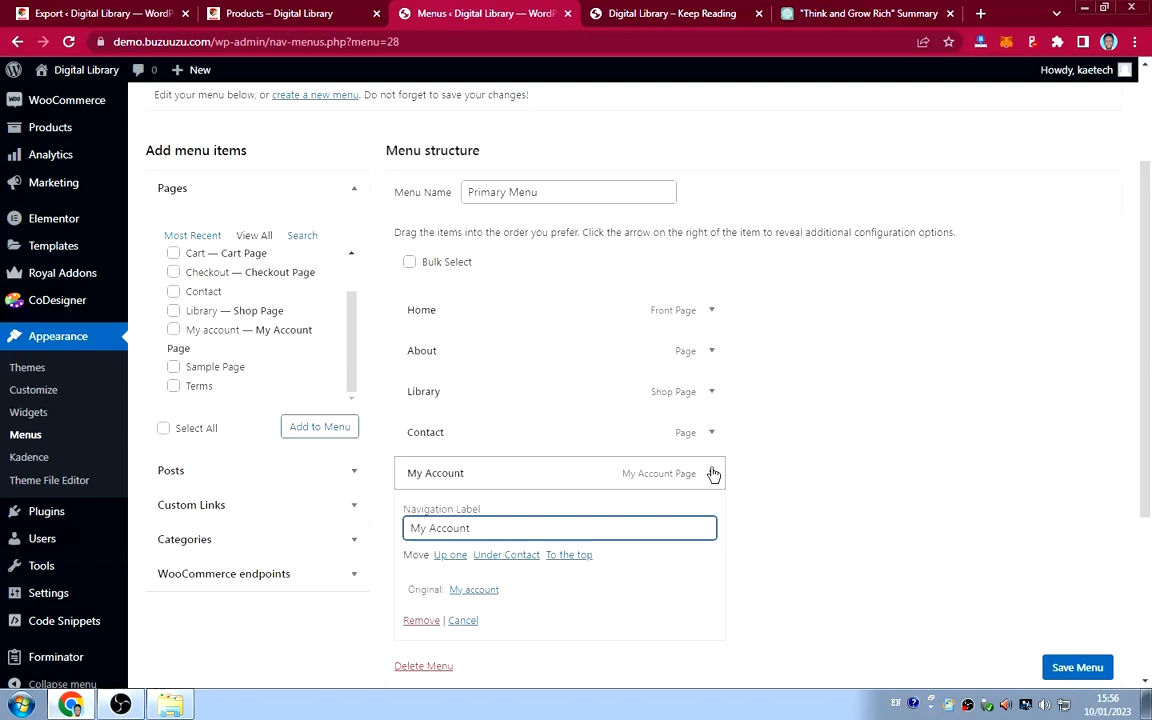 Export ‹ Digital Library — WordP
Products – Digital Library
Menus ‹ Digital Library — WordP
Digital Library – Keep Reading
"Think and Grow Rich" Summary
demo.buzuuzu.com/wp-admin/nav-menus.php?menu=28
Digital Library
0
New
Howdy, kaetech
WooCommerce
Products
Analytics
Marketing
Elementor
Templates
Royal Addons
CoDesigner
Appearance
Themes
Customize
Widgets
Menus
Kadence
Theme File Editor
Plugins
Users
Tools
Settings
Code Snippets
Forminator
Collapse menu
Edit your menu below, or create a new menu. Do not forget to save your changes!
Add menu items
Pages
Most Recent View All Search
Cart — Cart Page
Checkout — Checkout Page
Contact
Library — Shop Page
My account — My Account
Page
Sample Page
Terms
Select All
Add to Menu
Posts
Custom Links
Categories
WooCommerce endpoints
Menu structure
Menu Name Primary Menu
Drag the items into the order you prefer. Click the arrow on the right of the item to reveal additional configuration options.
Bulk Select
Home Front Page
About Page
Library Shop Page
Contact Page
My Account My Account Page
Navigation Label
My Account
Move Up one Under Contact To the top
Original: My account
Remove | Cancel
Delete Menu
Save Menu
EN
15:56
10/01/2023